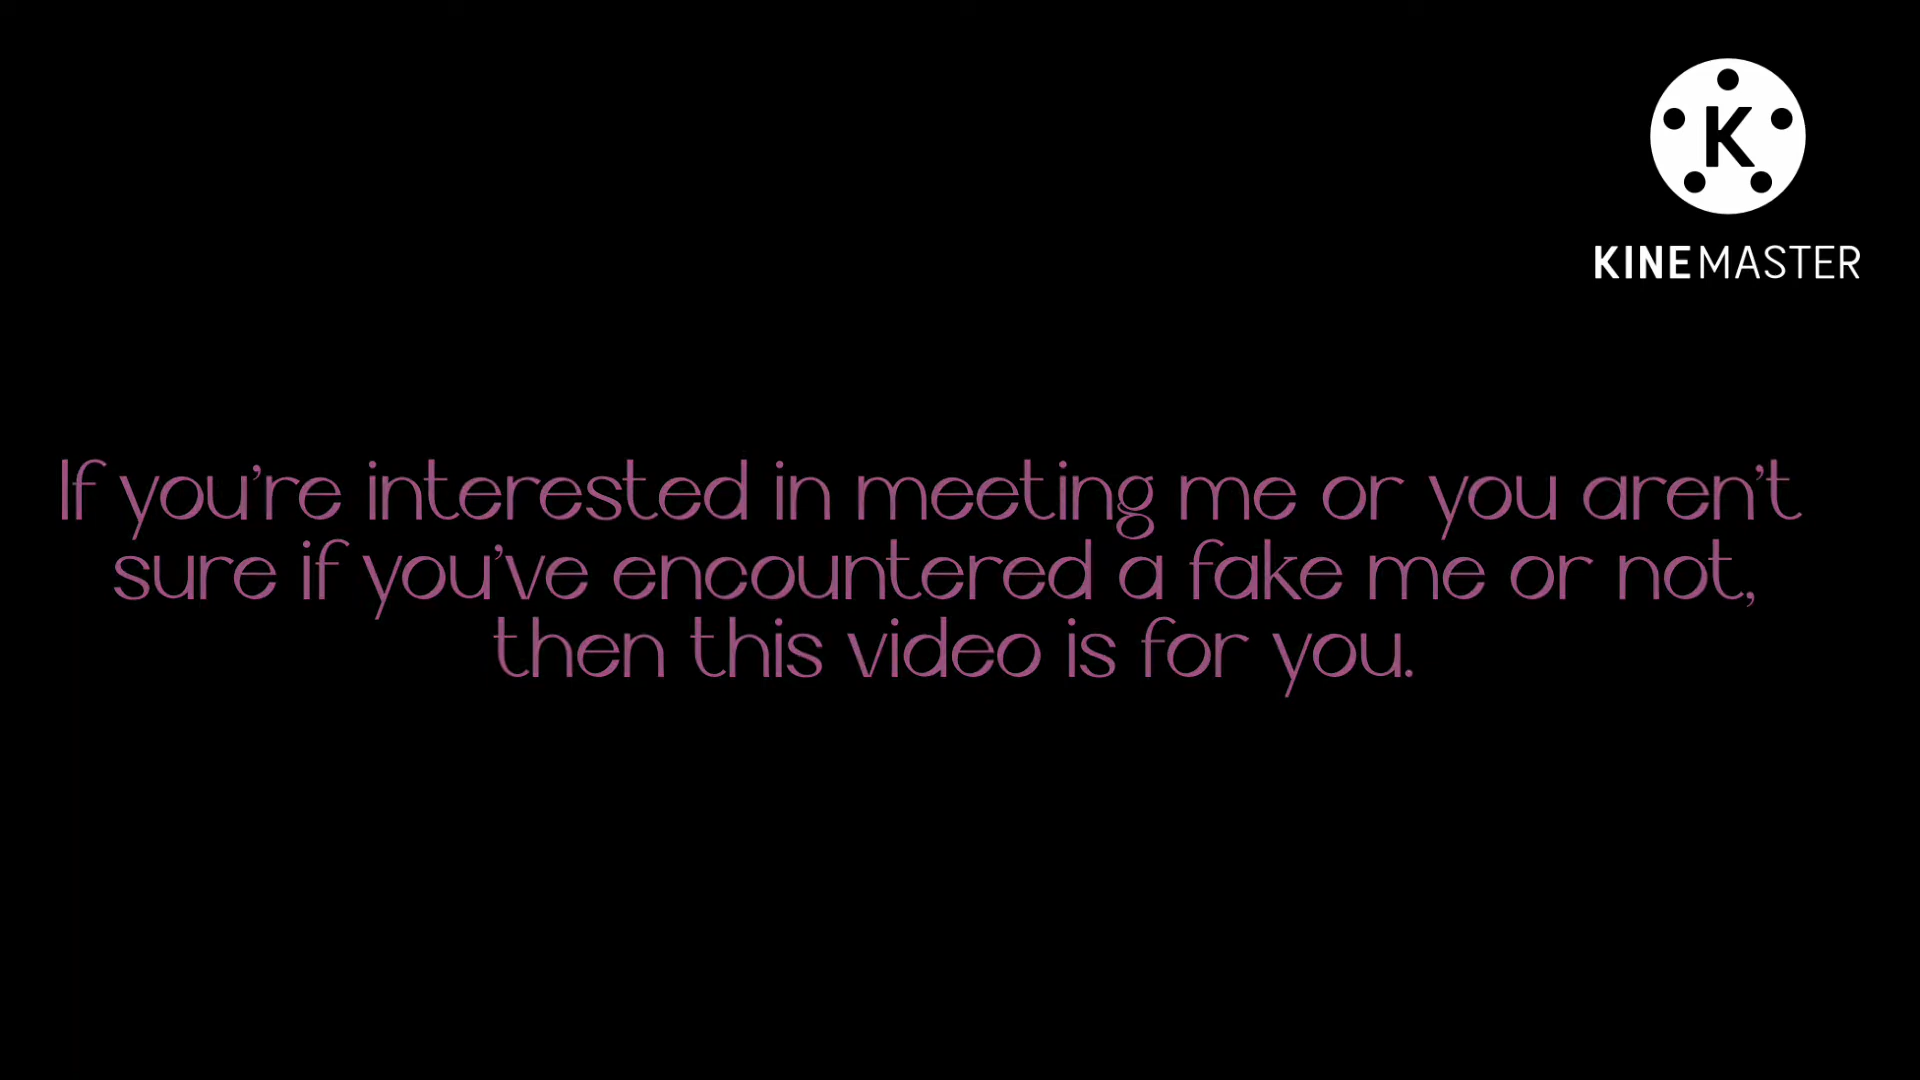 K
KINEMASTER
If you're interested in meeting me or you aren't
sure if you've encountered a fake me or not,
then this video is for you.